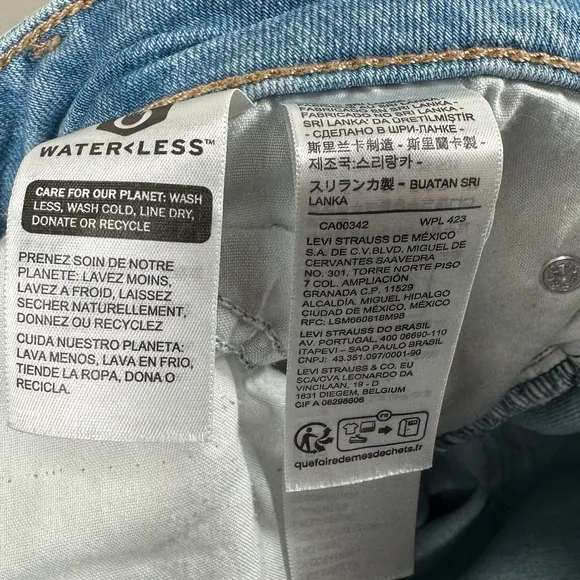 WATER<LESS™
CARE FOR OUR PLANET: WASH
LESS, WASH COLD, LINE DRY,
DONATE OR RECYCLE
PRENEZ SOIN DE NOTRE
PLANETE: LAVEZ MOINS,
LAVEZ A FROID, LAISSEZ
SECHER NATURELLEMENT,
DONNEZ OU RECYCLEZ
CUIDA NUESTRO PLANETA:
LAVA MENOS, LAVA EN FRIO,
TIENDE LA ROPA, DONA O
RECICLA.
FABRICADO NO SRI LANKA -
SRI LANKA' DA ÜRETILMIŞTIR
- СДЕЛАНО В ШРИ-ЛАНКЕ -
斯里兰卡制造 - 斯里蘭卡製 -
제조국: 스리랑카 -
スリランカ製 - BUATAN SRI
LANKA
CA00342 WPL 423
LEVI STRAUSS DE MÉXICO
S.A. DE C.V.BLVD. MIGUEL DE
CERVANTES SAAVEDRA
NO. 301, TORRE NORTE PISO
7 COL. AMPLIACIÓN
GRANADA C.P. 11529
ALCALDÍA. MIGUEL HIDALGO
CIUDAD DE MÉXICO, MÉXICO
RFC: LSM660818M98
LEVI STRAUSS DO BRASIL
AV. PORTUGAL, 400 06690-110
ITAPEVI – SAO PAULO BRASIL
CNPJ: 43.351.097/0001-90
LEVI STRAUSS & CO. EU
SCA/CVA LEONARDO DA
VINCILAAN, 19 - D
1831 DIEGEM, BELGIUM
CIF A 08298606
FR
quefairedemesdechets.fr